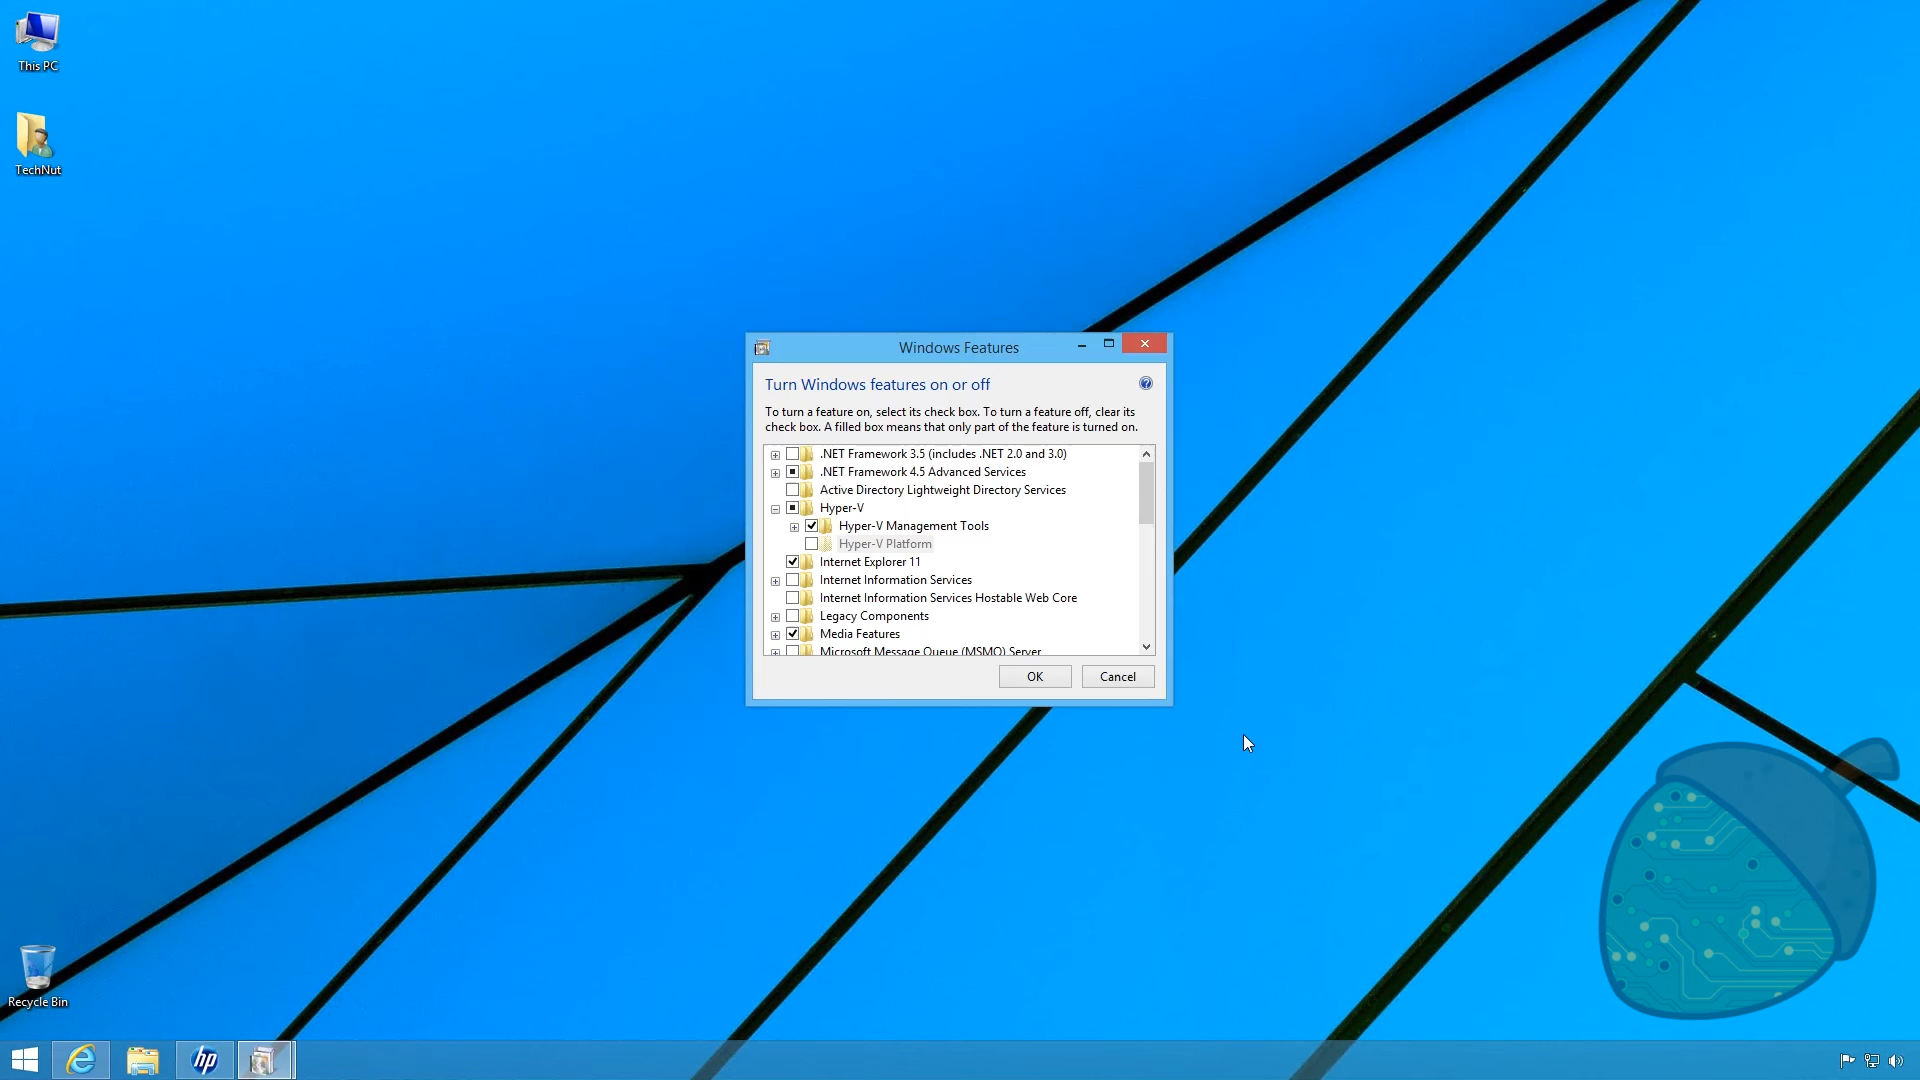 This PC
TechNut
Windows Features
Turn Windows features on or off
To turn a feature on, select its check box. To turn a feature off, clear its
check box. A filled box means that only part of the feature is turned on.
.NET Framework 3.5 (includes .NET 2.0 and 3.0)
.NET Framework 4.5 Advanced Services
Active Directory Lightweight Directory Services
Hyper-V
Hyper-V Management Tools
Hyper-V Platform
Internet Explorer 11
Internet Information Services
Internet Information Services Hostable Web Core
Legacy Components
Media Features
Microsoft Message Queue (MSMQ) Server
OK
Cancel
Recycle Bin
hp